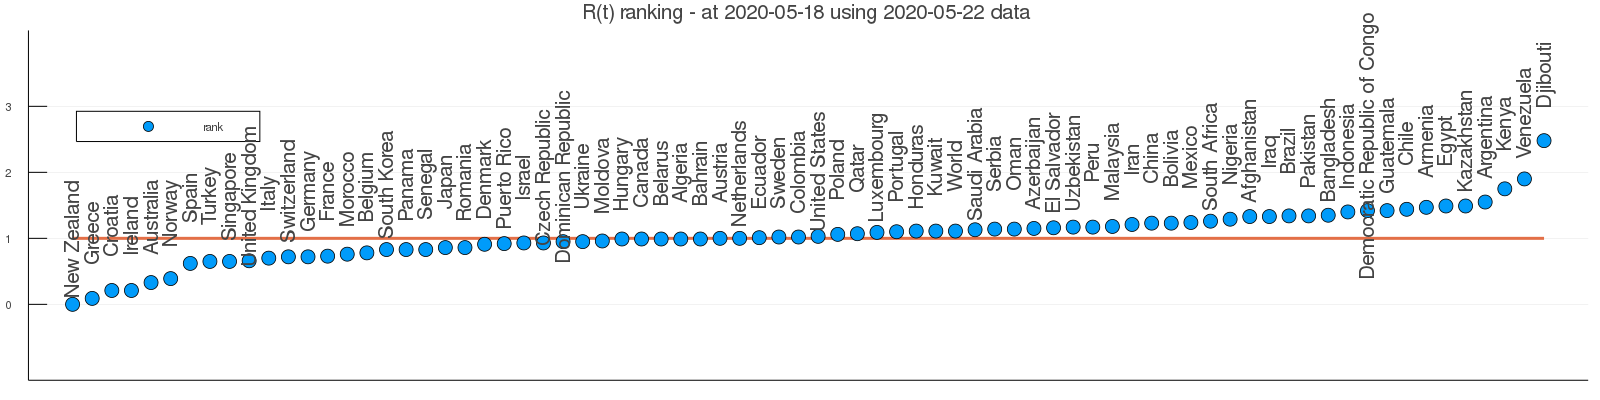 R(t) ranking - at 2020-05-18 using 2020-05-22 data
3
2
1
0
rank
New Zealand
Greece
Croatia
Ireland
Australia
Norway
Spain
Turkey
Singapore
United Kingdom
Italy
Switzerland
Germany
France
Morocco
Belgium
South Korea
Panama
Senegal
Japan
Romania
Denmark
Puerto Rico
Israel
Czech Republic
Dominican Republic
Ukraine
Moldova
Hungary
Canada
Belarus
Algeria
Bahrain
Austria
Netherlands
Ecuador
Sweden
Colombia
United States
Poland
Qatar
Luxembourg
Portugal
Honduras
Kuwait
World
Saudi Arabia
Serbia
Oman
Azerbaijan
El Salvador
Uzbekistan
Peru
Malaysia
Iran
China
Bolivia
Mexico
South Africa
Nigeria
Afghanistan
Iraq
Brazil
Pakistan
Bangladesh
Indonesia
Democratic Republic of Congo
Guatemala
Chile
Armenia
Egypt
Kazakhstan
Argentina
Kenya
Venezuela
Djibouti